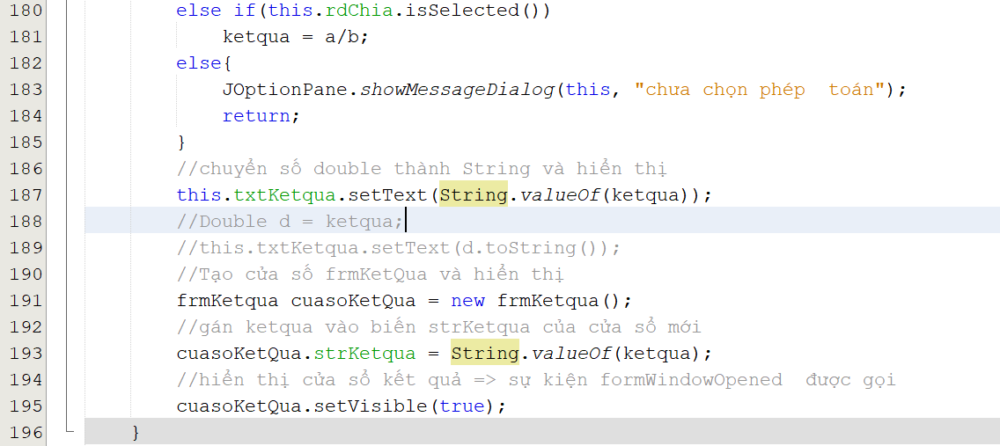 180 else if(this.rdChia.isSelected())
181 ketqua = a/b;
182 else{
183 JOptionPane.showMessageDialog(this, "chưa chọn phép  toán");
184 return;
185 }
186 //chuyển số double thành String và hiển thị
187 this.txtKetqua.setText(String.valueOf(ketqua));
188 //Double d = ketqua;
189 //this.txtKetqua.setText(d.toString());
190 //Tạo cửa số frmKetQua và hiển thị
191 frmKetqua cuasoKetQua = new frmKetqua();
192 //gán ketqua vào biến strKetqua của cửa sổ mới
193 cuasoKetQua.strKetqua = String.valueOf(ketqua);
194 //hiển thị cửa sổ kết quả => sự kiện formWindowOpened  được gọi
195 cuasoKetQua.setVisible(true);
196 }